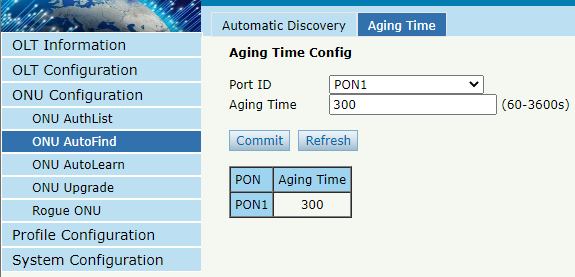 OLT Information
OLT Configuration
ONU Configuration
ONU AuthList
ONU AutoFind
ONU AutoLearn
ONU Upgrade
Rogue ONU
Profile Configuration
System Configuration
Automatic Discovery Aging Time
Aging Time Config
Port ID PON1
Aging Time 300 (60-3600s)
Commit Refresh
PON Aging Time
PON1 300